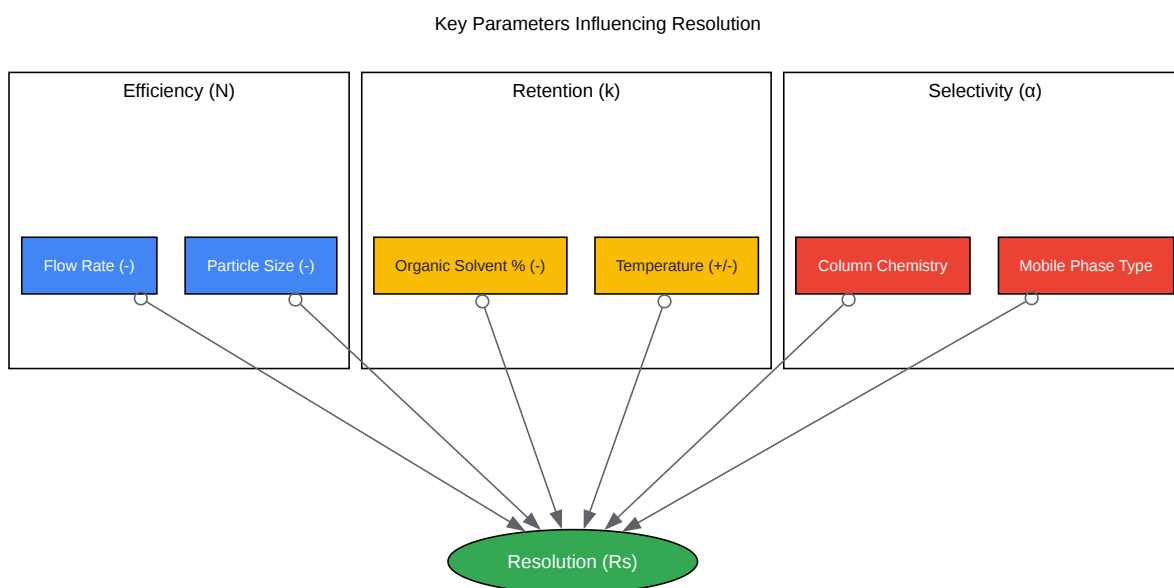 Key Parameters Influencing Resolution
Efficiency (N)
Retention (k)
Selectivity (α)
Flow Rate (-)
Particle Size (-)
Organic Solvent % (-)
Temperature (+/-)
Column Chemistry
Mobile Phase Type
Resolution (Rs)